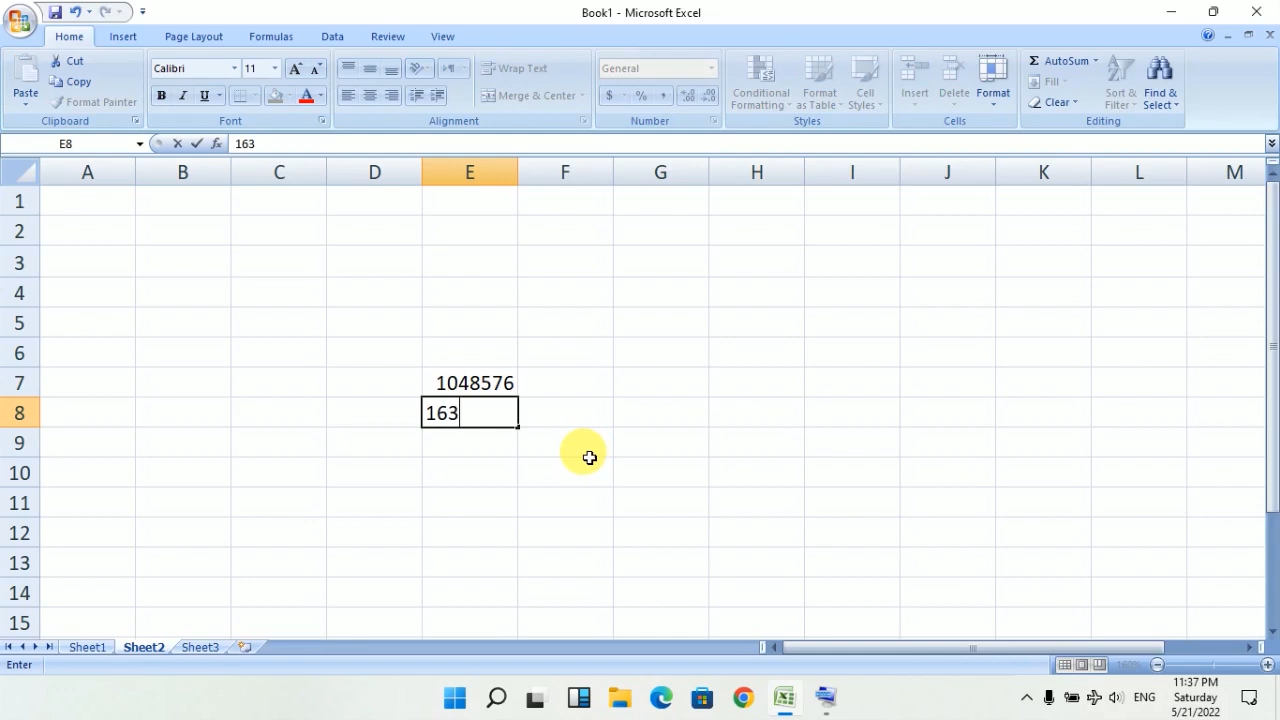 Book1 - Microsoft Excel
Home Insert Page Layout Formulas Data Review View
Paste
Cut
Copy
Format Painter
Clipboard
Calibri 11
B I U
Font
Wrap Text
Merge & Center
Alignment
General
$ % ,
Number
Conditional Formatting
Format as Table
Cell Styles
Styles
Insert
Delete
Format
Cells
Σ AutoSum
Fill
Clear
Sort & Filter
Find & Select
Editing
E8 fx 163
A B C D E F G H I J K L M
1
2
3
4
5
6
7 1048576
8 163
9
10
11
12
13
14
15
Sheet1 Sheet2 Sheet3
Enter 160%
ENG
11:37 PM
Saturday
5/21/2022